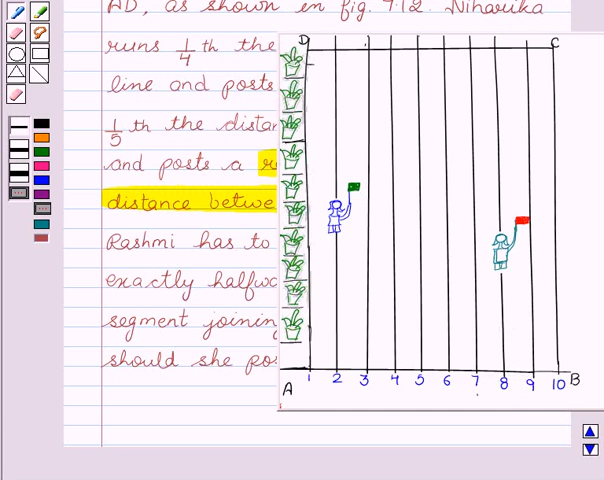 AD, as shown in fig. 7.12. Niharika
runs 1/4 th the
line and posts
1/5 th the distan
and posts a r
distance betwe
Rashmi has to
exactly halfwa
segment joining
should she po
D C
A 1 2 3 4 5 6 7 8 9 10 B